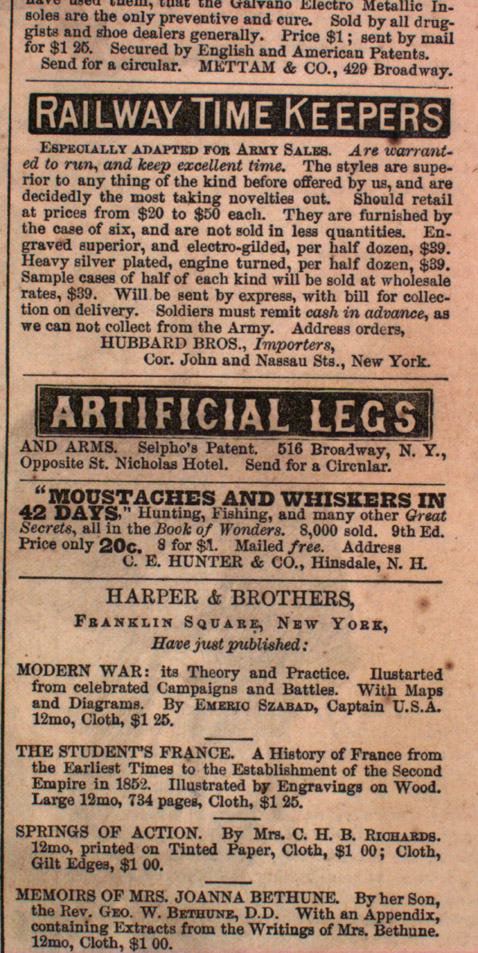 have used them, that the Galvano Electro Metallic In-
soles are the only preventive and cure. Sold by all drug-
gists and shoe dealers generally. Price $1; sent by mail
for $1 25. Secured by English and American Patents.
Send for a circular. METTAM & CO., 429 Broadway.
RAILWAY TIME KEEPERS
ESPECIALLY ADAPTED FOR ARMY SALES. Are warrant-
ed to run, and keep excellent time. The styles are supe-
rior to any thing of the kind before offered by us, and are
decidedly the most taking novelties out. Should retail
at prices from $20 to $50 each. They are furnished by
the case of six, and are not sold in less quantities. En-
graved superior, and electro-gilded, per half dozen, $39.
Heavy silver plated, engine turned, per half dozen, $39.
Sample cases of half of each kind will be sold at wholesale
rates, $39. Will be sent by express, with bill for collec-
tion on delivery. Soldiers must remit cash in advance, as
we can not collect from the Army. Address orders,
HUBBARD BROS., Importers,
Cor. John and Nassau Sts., New York.
ARTIFICIAL LEGS
AND ARMS. Selpho's Patent. 516 Broadway, N. Y.,
Opposite St. Nicholas Hotel. Send for a Circular.
"MOUSTACHES AND WHISKERS IN
42 DAYS." Hunting, Fishing, and many other Great
Secrets, all in the Book of Wonders. 8,000 sold. 9th Ed.
Price only 20c. 8 for $1. Mailed free. Address
C. E. HUNTER & CO., Hinsdale, N. H.
HARPER & BROTHERS,
FRANKLIN SQUARE, NEW YORK,
Have just published:
MODERN WAR: its Theory and Practice. Ilustarted
from celebrated Campaigns and Battles. With Maps
and Diagrams. By EMERIC SZABAD, Captain U.S.A.
12mo, Cloth, $1 25.
THE STUDENT'S FRANCE. A History of France from
the Earliest Times to the Establishment of the Second
Empire in 1852. Illustrated by Engravings on Wood.
Large 12mo, 734 pages, Cloth, $1 25.
SPRINGS OF ACTION. By Mrs. C. H. B. RICHARDS.
12mo, printed on Tinted Paper, Cloth, $1 00; Cloth,
Gilt Edges, $1 00.
MEMOIRS OF MRS. JOANNA BETHUNE. By her Son,
the Rev. GEO. W. BETHUNE, D.D. With an Appendix,
containing Extracts from the Writings of Mrs. Bethune.
12mo, Cloth, $1 00.